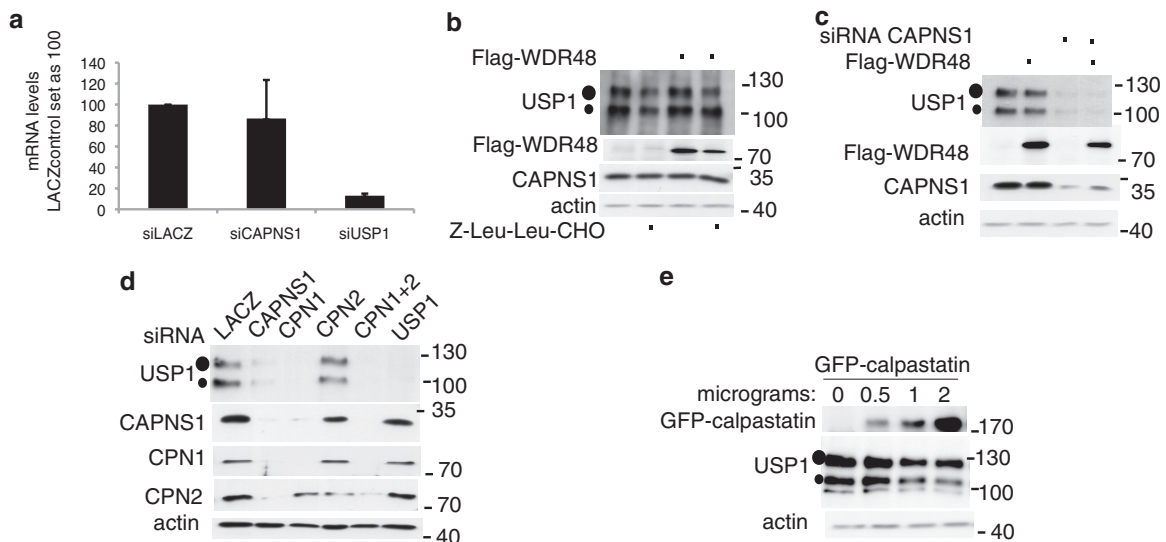 a
mRNA levels
LACZcontrol set as 100
140
120
100
80
60
40
20
0
siLACZ siCAPNS1 siUSP1
b
Flag-WDR48
USP1
130
100
Flag-WDR48
70
CAPNS1
35
actin
40
Z-Leu-Leu-CHO
c
siRNA CAPNS1
Flag-WDR48
USP1
130
100
Flag-WDR48
70
CAPNS1
35
actin
40
d
siRNA
LACZ CAPNS1 CPN1 CPN2 CPN1+2 USP1
USP1
130
100
CAPNS1
35
CPN1
70
CPN2
70
actin
40
e
GFP-calpastatin
micrograms: 0 0.5 1 2
GFP-calpastatin
170
USP1
130
100
actin
40